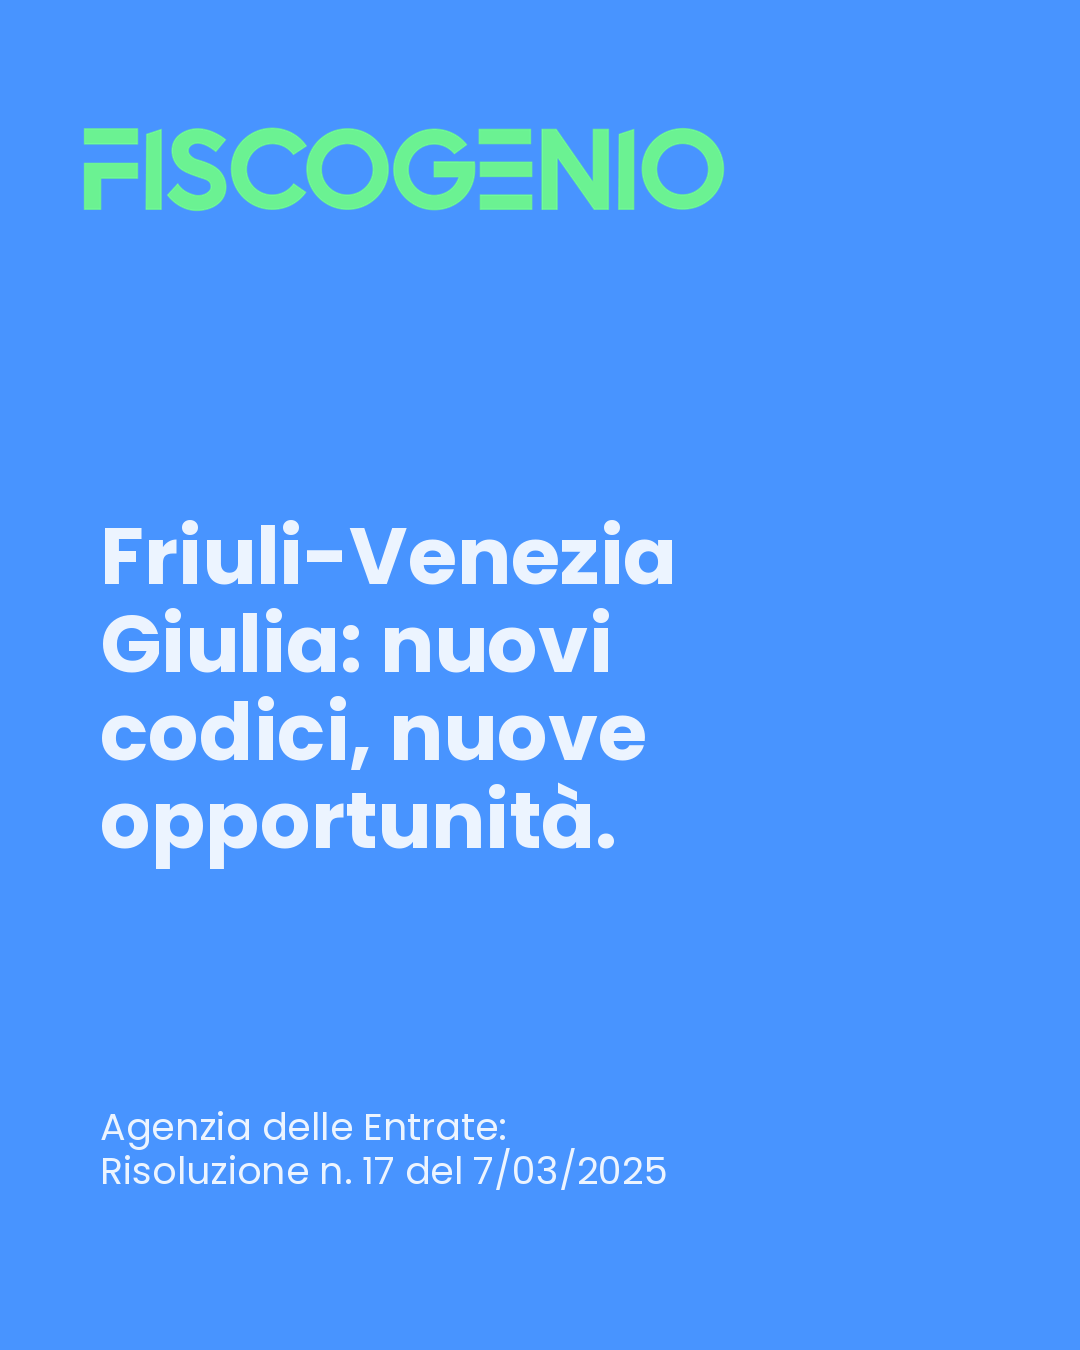 FISCOGENIO
Friuli-Venezia
Giulia: nuovi
codici, nuove
opportunità.
Agenzia delle Entrate:
Risoluzione n. 17 del 7/03/2025